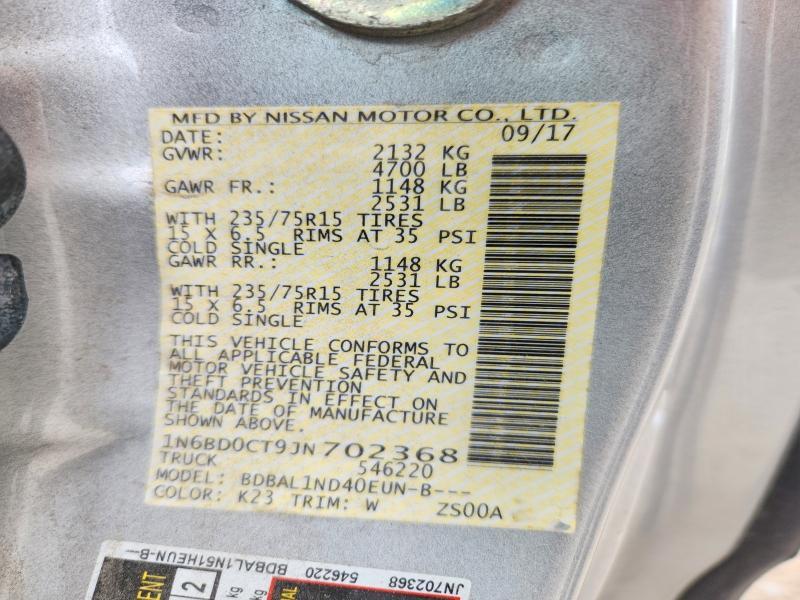 MFD BY NISSAN MOTOR CO., LTD.
DATE: 09/17
GVWR: 2132 KG
4700 LB
GAWR FR.: 1148 KG
2531 LB
WITH 235/75R15 TIRES
15 X 6.5 RIMS AT 35 PSI
COLD SINGLE
GAWR RR.: 1148 KG
2531 LB
WITH 235/75R15 TIRES
15 X 6.5 RIMS AT 35 PSI
COLD SINGLE
THIS VEHICLE CONFORMS TO
ALL APPLICABLE FEDERAL
MOTOR VEHICLE SAFETY AND
THEFT PREVENTION
STANDARDS IN EFFECT ON
THE DATE OF MANUFACTURE
SHOWN ABOVE.
1N6BD0CT9JN702368
TRUCK 546220
MODEL: BDBAL1ND40EUN-B---
COLOR: K23 TRIM: W ZS00A
JN702368 546220 BDBAL1N51HEUN-B--
2
kg
kg